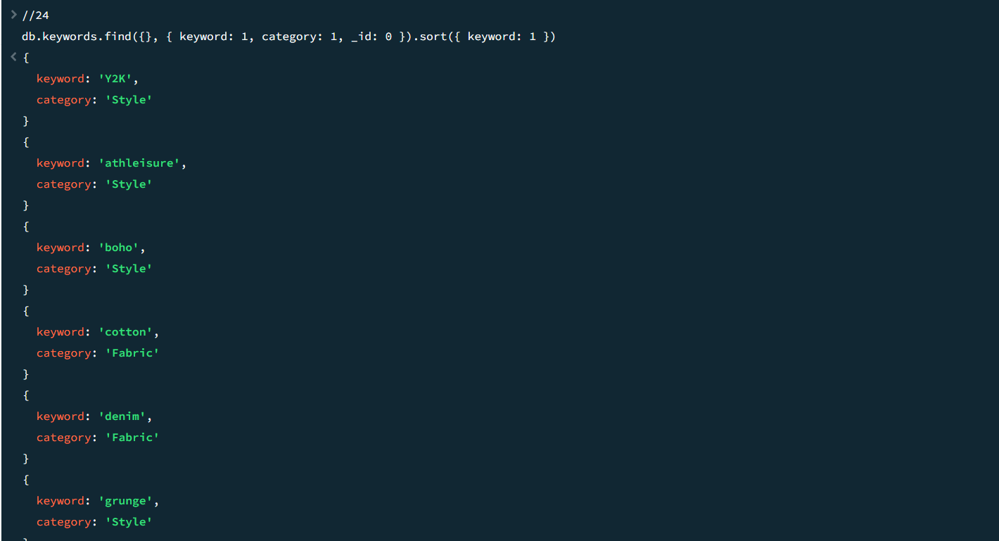 > //24
db.keywords.find({}, { keyword: 1, category: 1, _id: 0 }).sort({ keyword: 1 })
< {
keyword: 'Y2K',
category: 'Style'
}
{
keyword: 'athleisure',
category: 'Style'
}
{
keyword: 'boho',
category: 'Style'
}
{
keyword: 'cotton',
category: 'Fabric'
}
{
keyword: 'denim',
category: 'Fabric'
}
{
keyword: 'grunge',
category: 'Style'
}